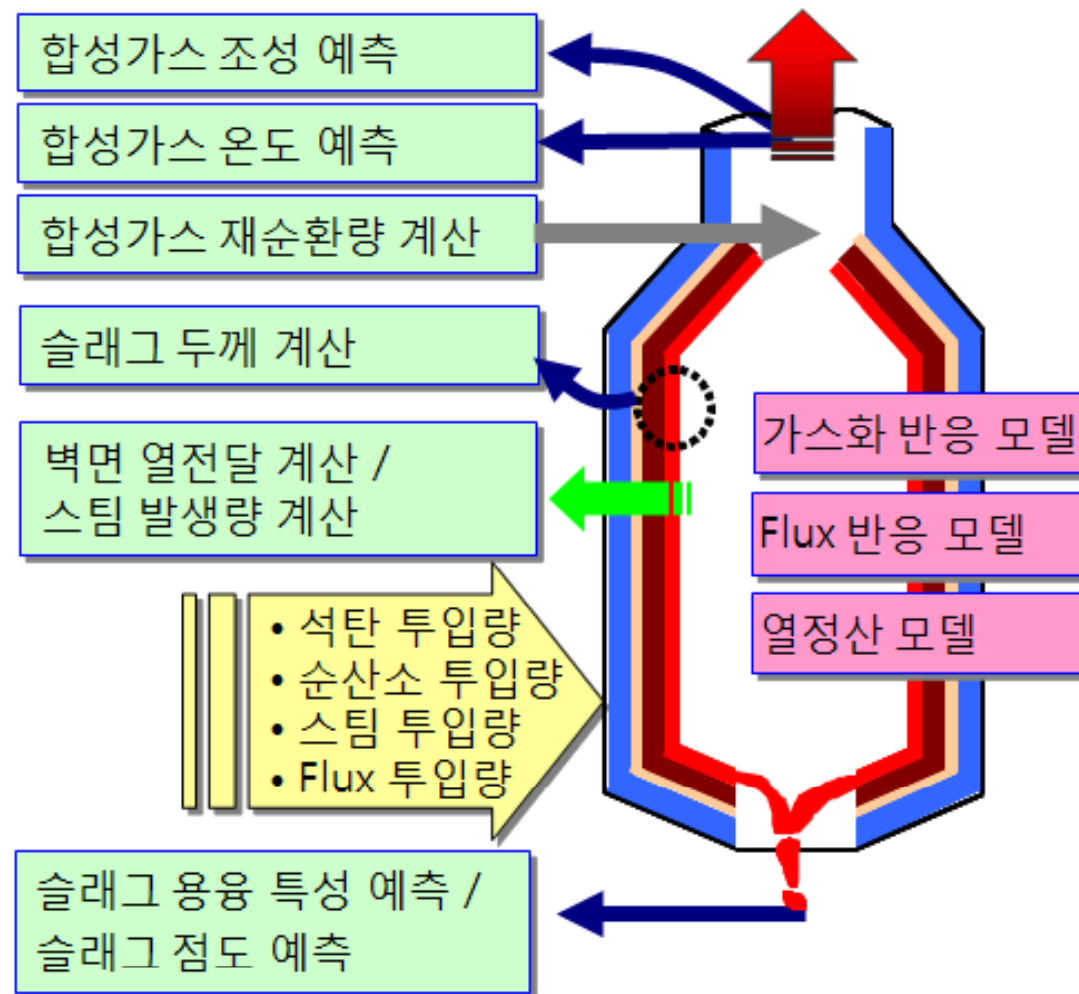 합성가스 조성 예측
합성가스 온도 예측
합성가스 재순환량 계산
슬래그 두께 계산
벽면 열전달 계산 /
스팀 발생량 계산
가스화 반응 모델
Flux 반응 모델
열정산 모델
• 석탄 투입량
• 순산소 투입량
• 스팀 투입량
• Flux 투입량
슬래그 용융 특성 예측 /
슬래그 점도 예측